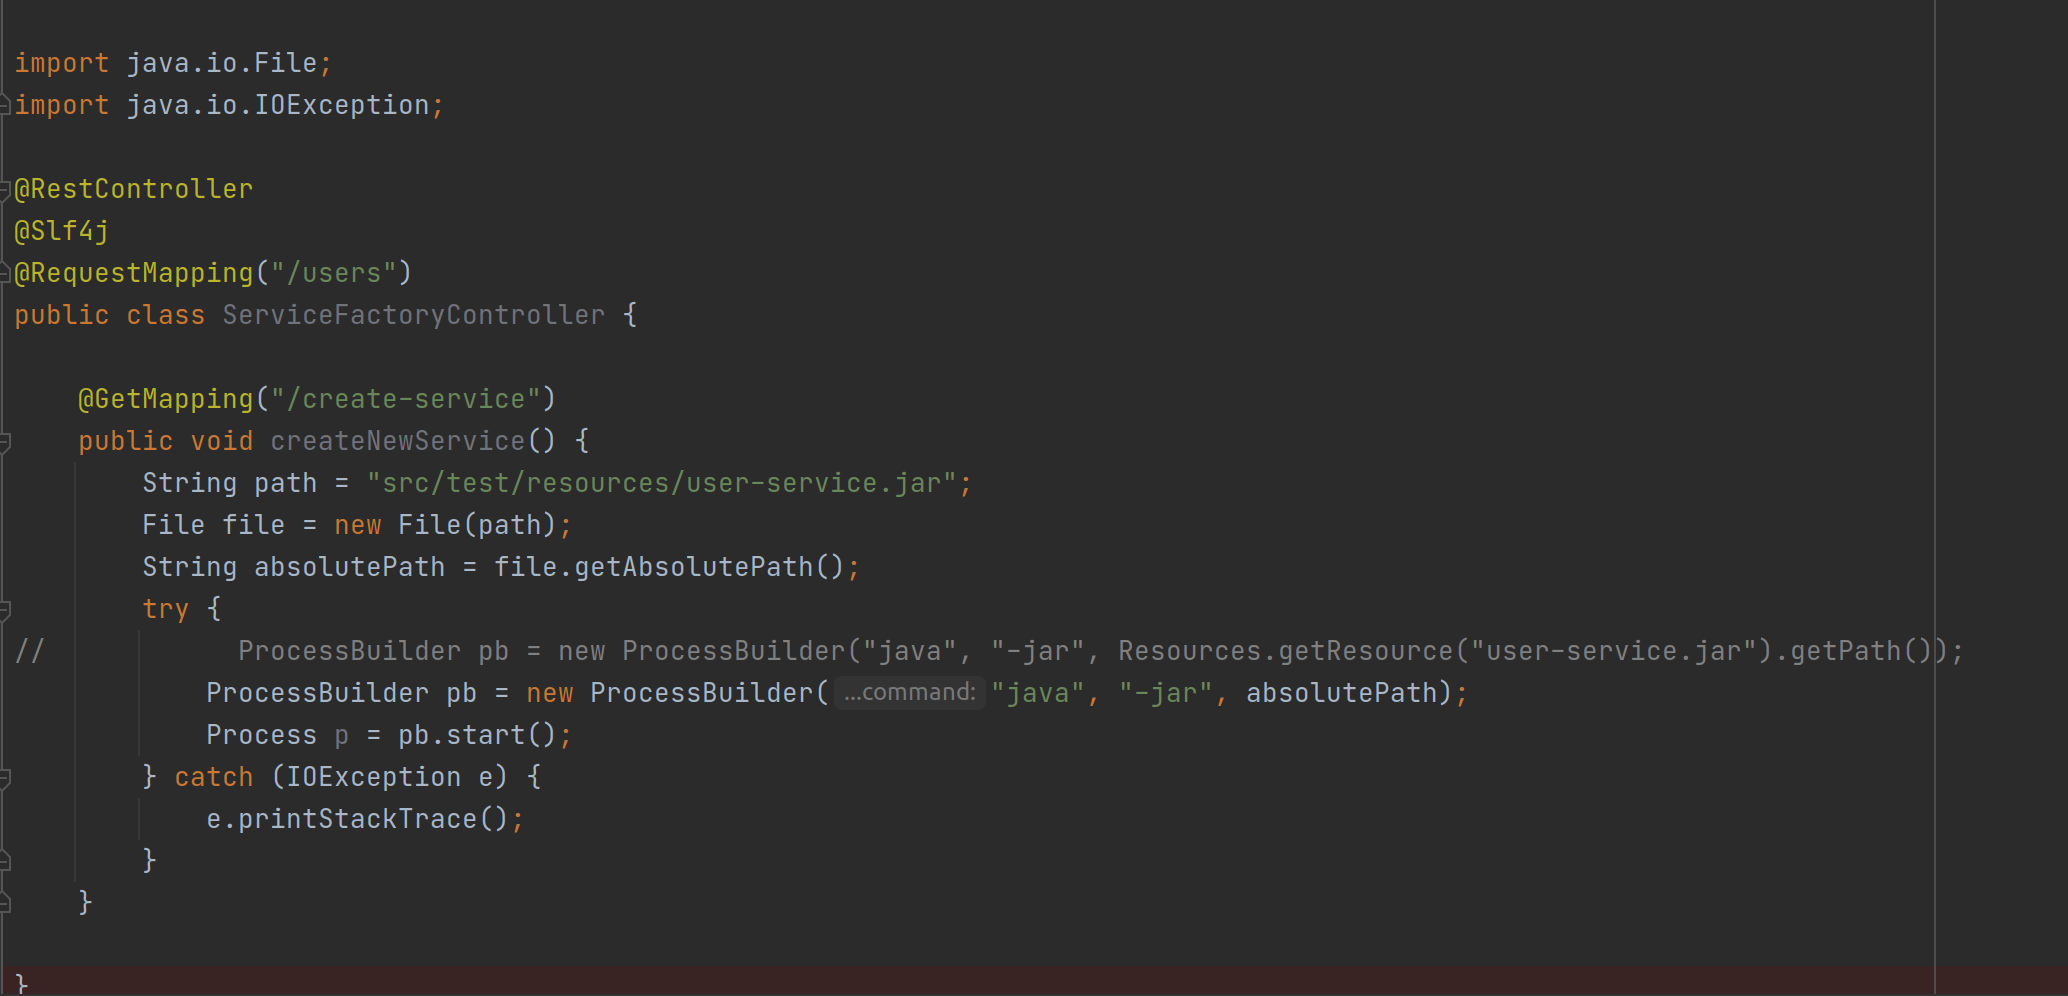 import java.io.File;
import java.io.IOException;
@RestController
@Slf4j
@RequestMapping("/users")
public class ServiceFactoryController {
@GetMapping("/create-service")
public void createNewService() {
String path = "src/test/resources/user-service.jar";
File file = new File(path);
String absolutePath = file.getAbsolutePath();
try {
// ProcessBuilder pb = new ProcessBuilder("java", "-jar", Resources.getResource("user-service.jar").getPath());
ProcessBuilder pb = new ProcessBuilder( ...command: "java", "-jar", absolutePath);
Process p = pb.start();
} catch (IOException e) {
e.printStackTrace();
}
}
}